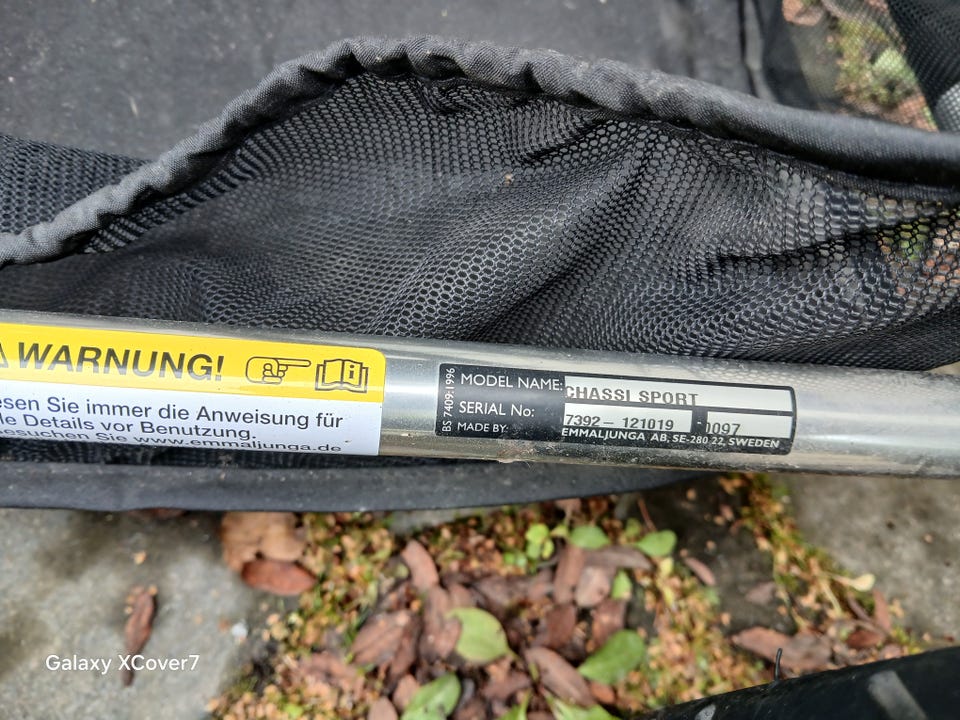 WARNUNG!
esen Sie immer die Anweisung für
le Details vor Benutzung.
esuchen Sie www.emmaljunga.de
BS 7409:1996
MODEL NAME: CHASSI SPORT
SERIAL No: 7392- 121019 0097
MADE BY: EMMALJUNGA AB, SE-280 22, SWEDEN
Galaxy XCover7